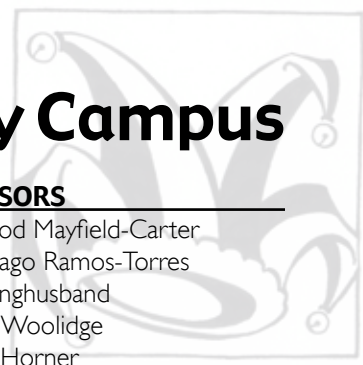 y Campus
SORS
od Mayfield-Carter
ago Ramos-Torres
nghusband
Woolidge
Horner